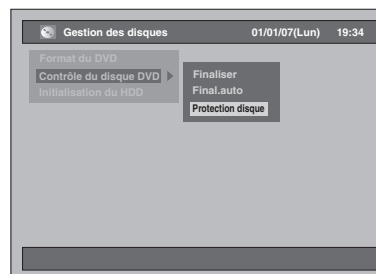 Gestion des disques 01/01/07(Lun) 19:34
Format du DVD
Contrôle du disque DVD
Initialisation du HDD
Finaliser
Final.auto
Protection disque